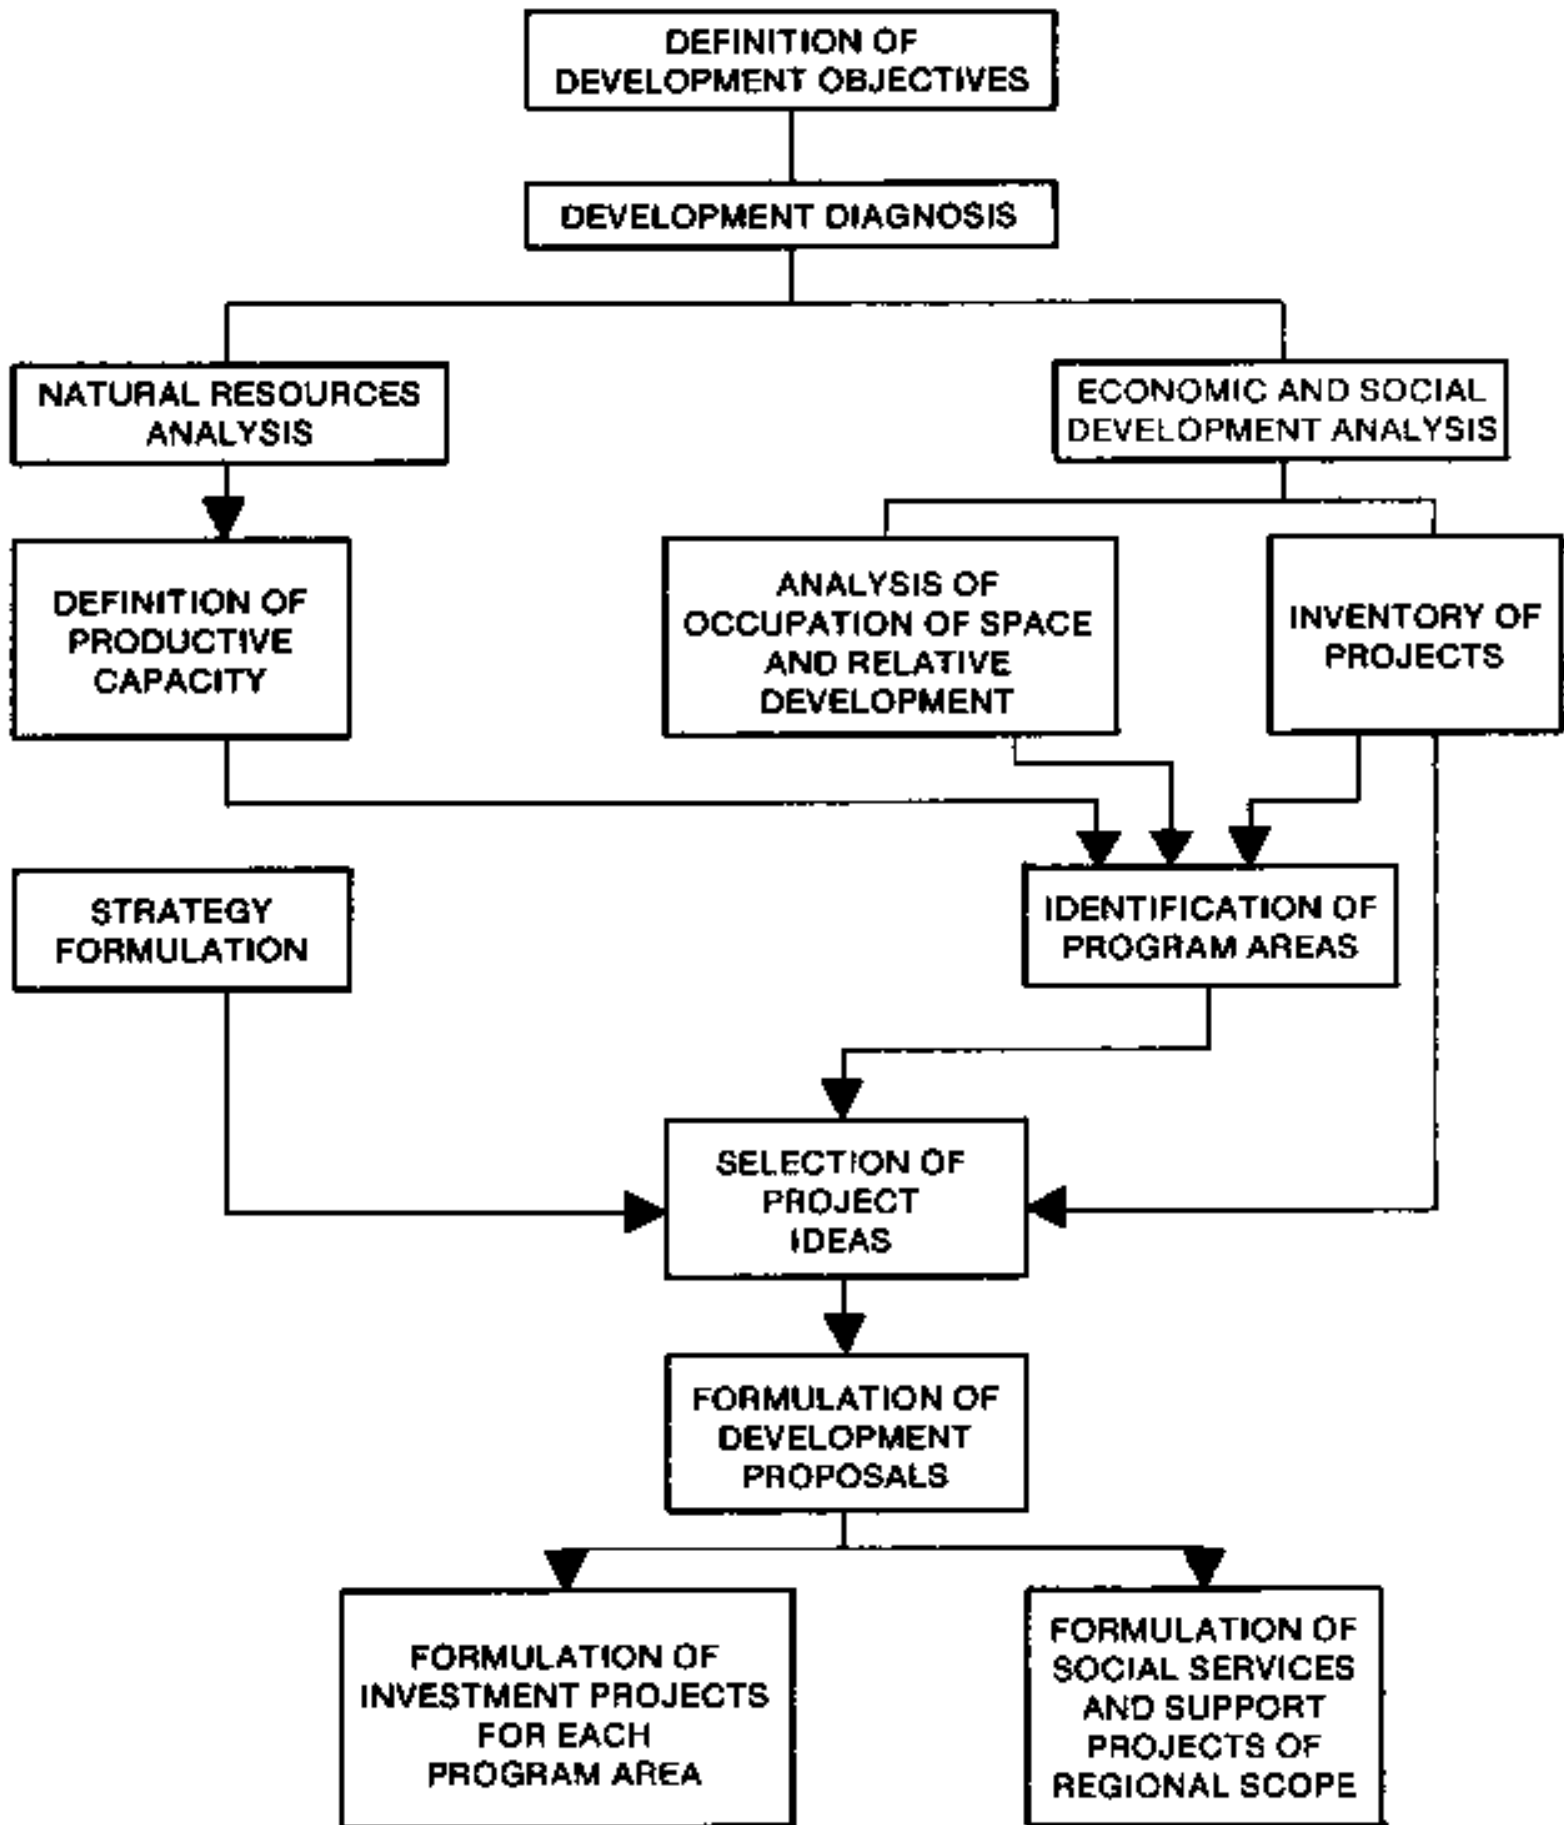 DEFINITION OF
DEVELOPMENT OBJECTIVES
DEVELOPMENT DIAGNOSIS
NATURAL RESOURCES
ANALYSIS
ECONOMIC AND SOCIAL
DEVELOPMENT ANALYSIS
DEFINITION OF
PRODUCTIVE
CAPACITY
ANALYSIS OF
OCCUPATION OF SPACE
AND RELATIVE
DEVELOPMENT
INVENTORY OF
PROJECTS
STRATEGY
FORMULATION
IDENTIFICATION OF
PROGRAM AREAS
SELECTION OF
PROJECT
IDEAS
FORMULATION OF
DEVELOPMENT
PROPOSALS
FORMULATION OF
INVESTMENT PROJECTS
FOR EACH
PROGRAM AREA
FORMULATION OF
SOCIAL SERVICES
AND SUPPORT
PROJECTS OF
REGIONAL SCOPE